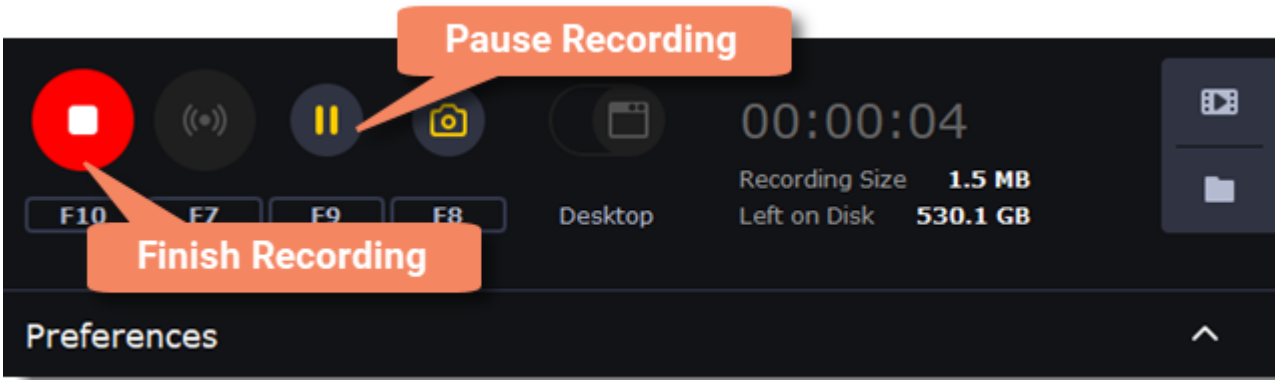 Pause Recording
00:00:04
Recording Size 1.5 MB
F10 F7 F9 F8 Desktop Left on Disk 530.1 GB
Finish Recording
Preferences